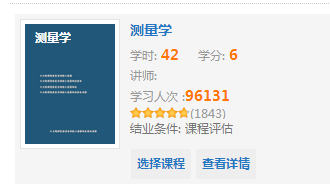 测量学
测量学
学时: 42 学分: 6
讲师:
学习人次 :96131
(1843)
结业条件: 课程评估
选择课程 查看详情